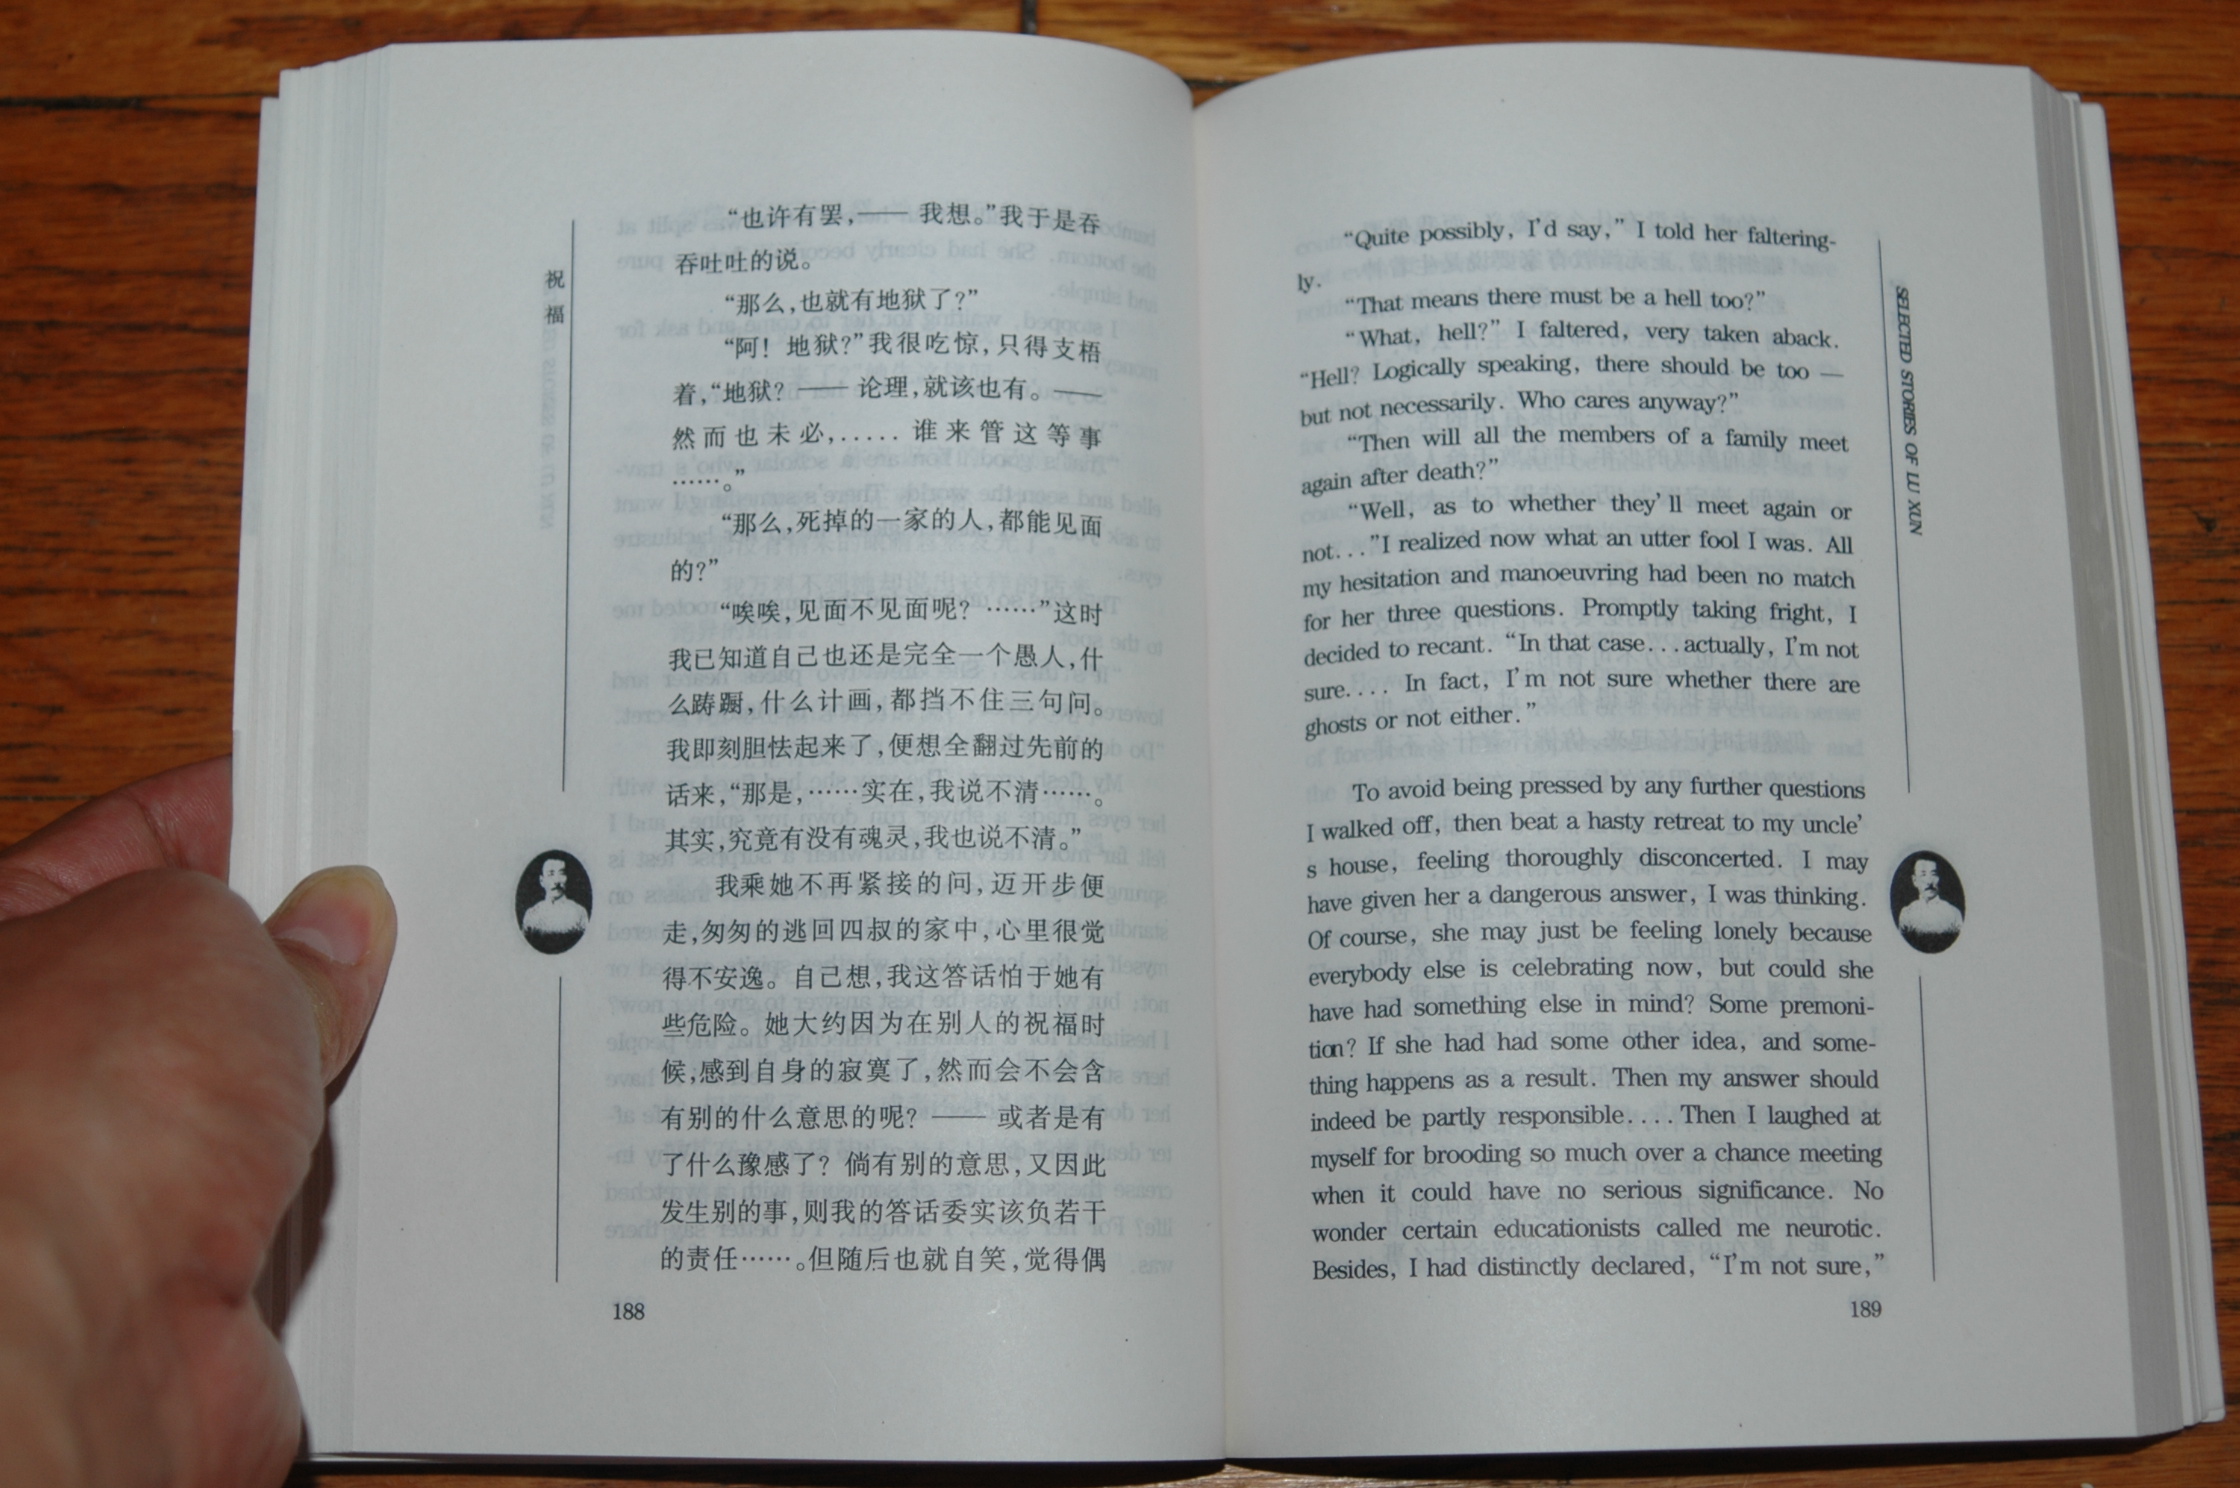 祝
福
“也许有罢,——我想。”我于是吞
吞吐吐的说。
“那么,也就有地狱了?”
“阿!地狱?”我很吃惊,只得支梧
着,“地狱?——论理,就该也有。——
然而也未必,……谁来管这等事
……。”
“那么,死掉的一家的人,都能见面
的?”
“唉唉,见面不见面呢?……”这时
我已知道自己也还是完全一个愚人,什
么踌蹰,什么计画,都挡不住三句问。
我即刻胆怯起来了,便想全翻过先前的
话来,“那是,……实在,我说不清……。
其实,究竟有没有魂灵,我也说不清。”
我乘她不再紧接的问,迈开步便
走,匆匆的逃回四叔的家中,心里很觉
得不安逸。自己想,我这答话怕于她有
些危险。她大约因为在别人的祝福时
候,感到自身的寂寞了,然而会不会含
有别的什么意思的呢?——或者是有
了什么豫感了?倘有别的意思,又因此
发生别的事,则我的答话委实该负若干
的责任……。但随后也就自笑,觉得偶
188
SELECTED STORIES OF LU XUN
“Quite possibly, I’d say,” I told her faltering-
ly.
“That means there must be a hell too?”
“What, hell?” I faltered, very taken aback.
“Hell? Logically speaking, there should be too —
but not necessarily. Who cares anyway?”
“Then will all the members of a family meet
again after death?”
“Well, as to whether they’ll meet again or
not...”I realized now what an utter fool I was. All
my hesitation and manoeuvring had been no match
for her three questions. Promptly taking fright, I
decided to recant. “In that case...actually, I’m not
sure.... In fact, I’m not sure whether there are
ghosts or not either.”
To avoid being pressed by any further questions
I walked off, then beat a hasty retreat to my uncle’
s house, feeling thoroughly disconcerted. I may
have given her a dangerous answer, I was thinking.
Of course, she may just be feeling lonely because
everybody else is celebrating now, but could she
have had something else in mind? Some premoni-
tion? If she had had some other idea, and some-
thing happens as a result. Then my answer should
indeed be partly responsible....Then I laughed at
myself for brooding so much over a chance meeting
when it could have no serious significance. No
wonder certain educationists called me neurotic.
Besides, I had distinctly declared, “I’m not sure,”
189